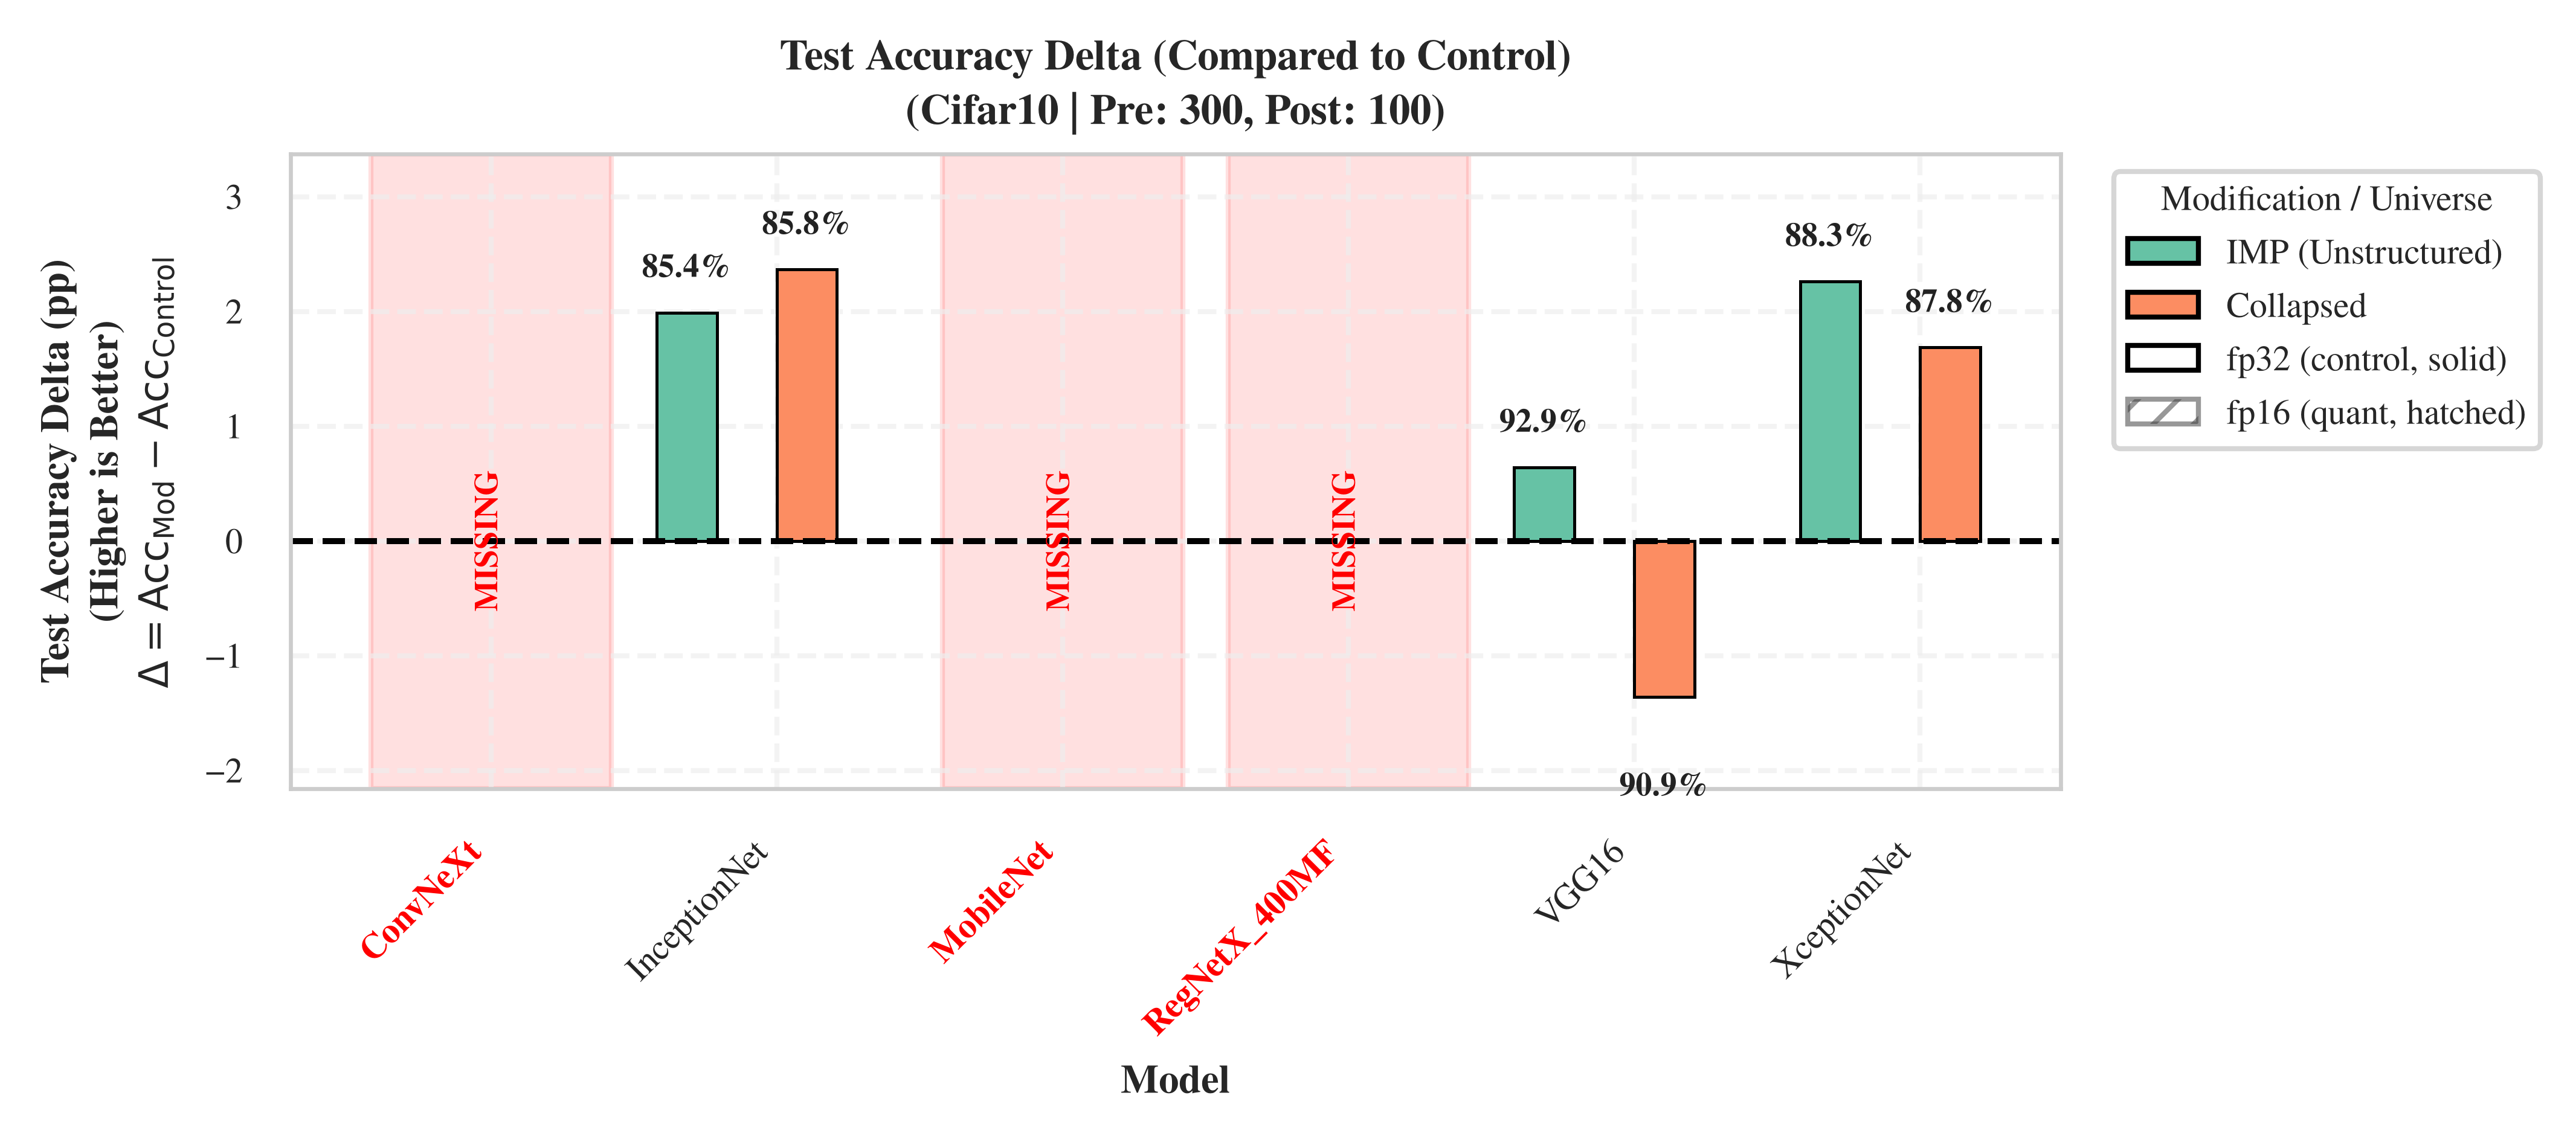 Test Accuracy Delta (Compared to Control)
(Cifar10 | Pre: 300, Post: 100)
Test Accuracy Delta (pp)
(Higher is Better)
Δ = ACC_Mod − ACC_Control
3
2
1
0
−1
−2
MISSING
85.4%
85.8%
MISSING
MISSING
92.9%
90.9%
88.3%
87.8%
ConvNeXt
InceptionNet
MobileNet
RegNetX_400MF
VGG16
XceptionNet
Model
Modification / Universe
IMP (Unstructured)
Collapsed
fp32 (control, solid)
fp16 (quant, hatched)